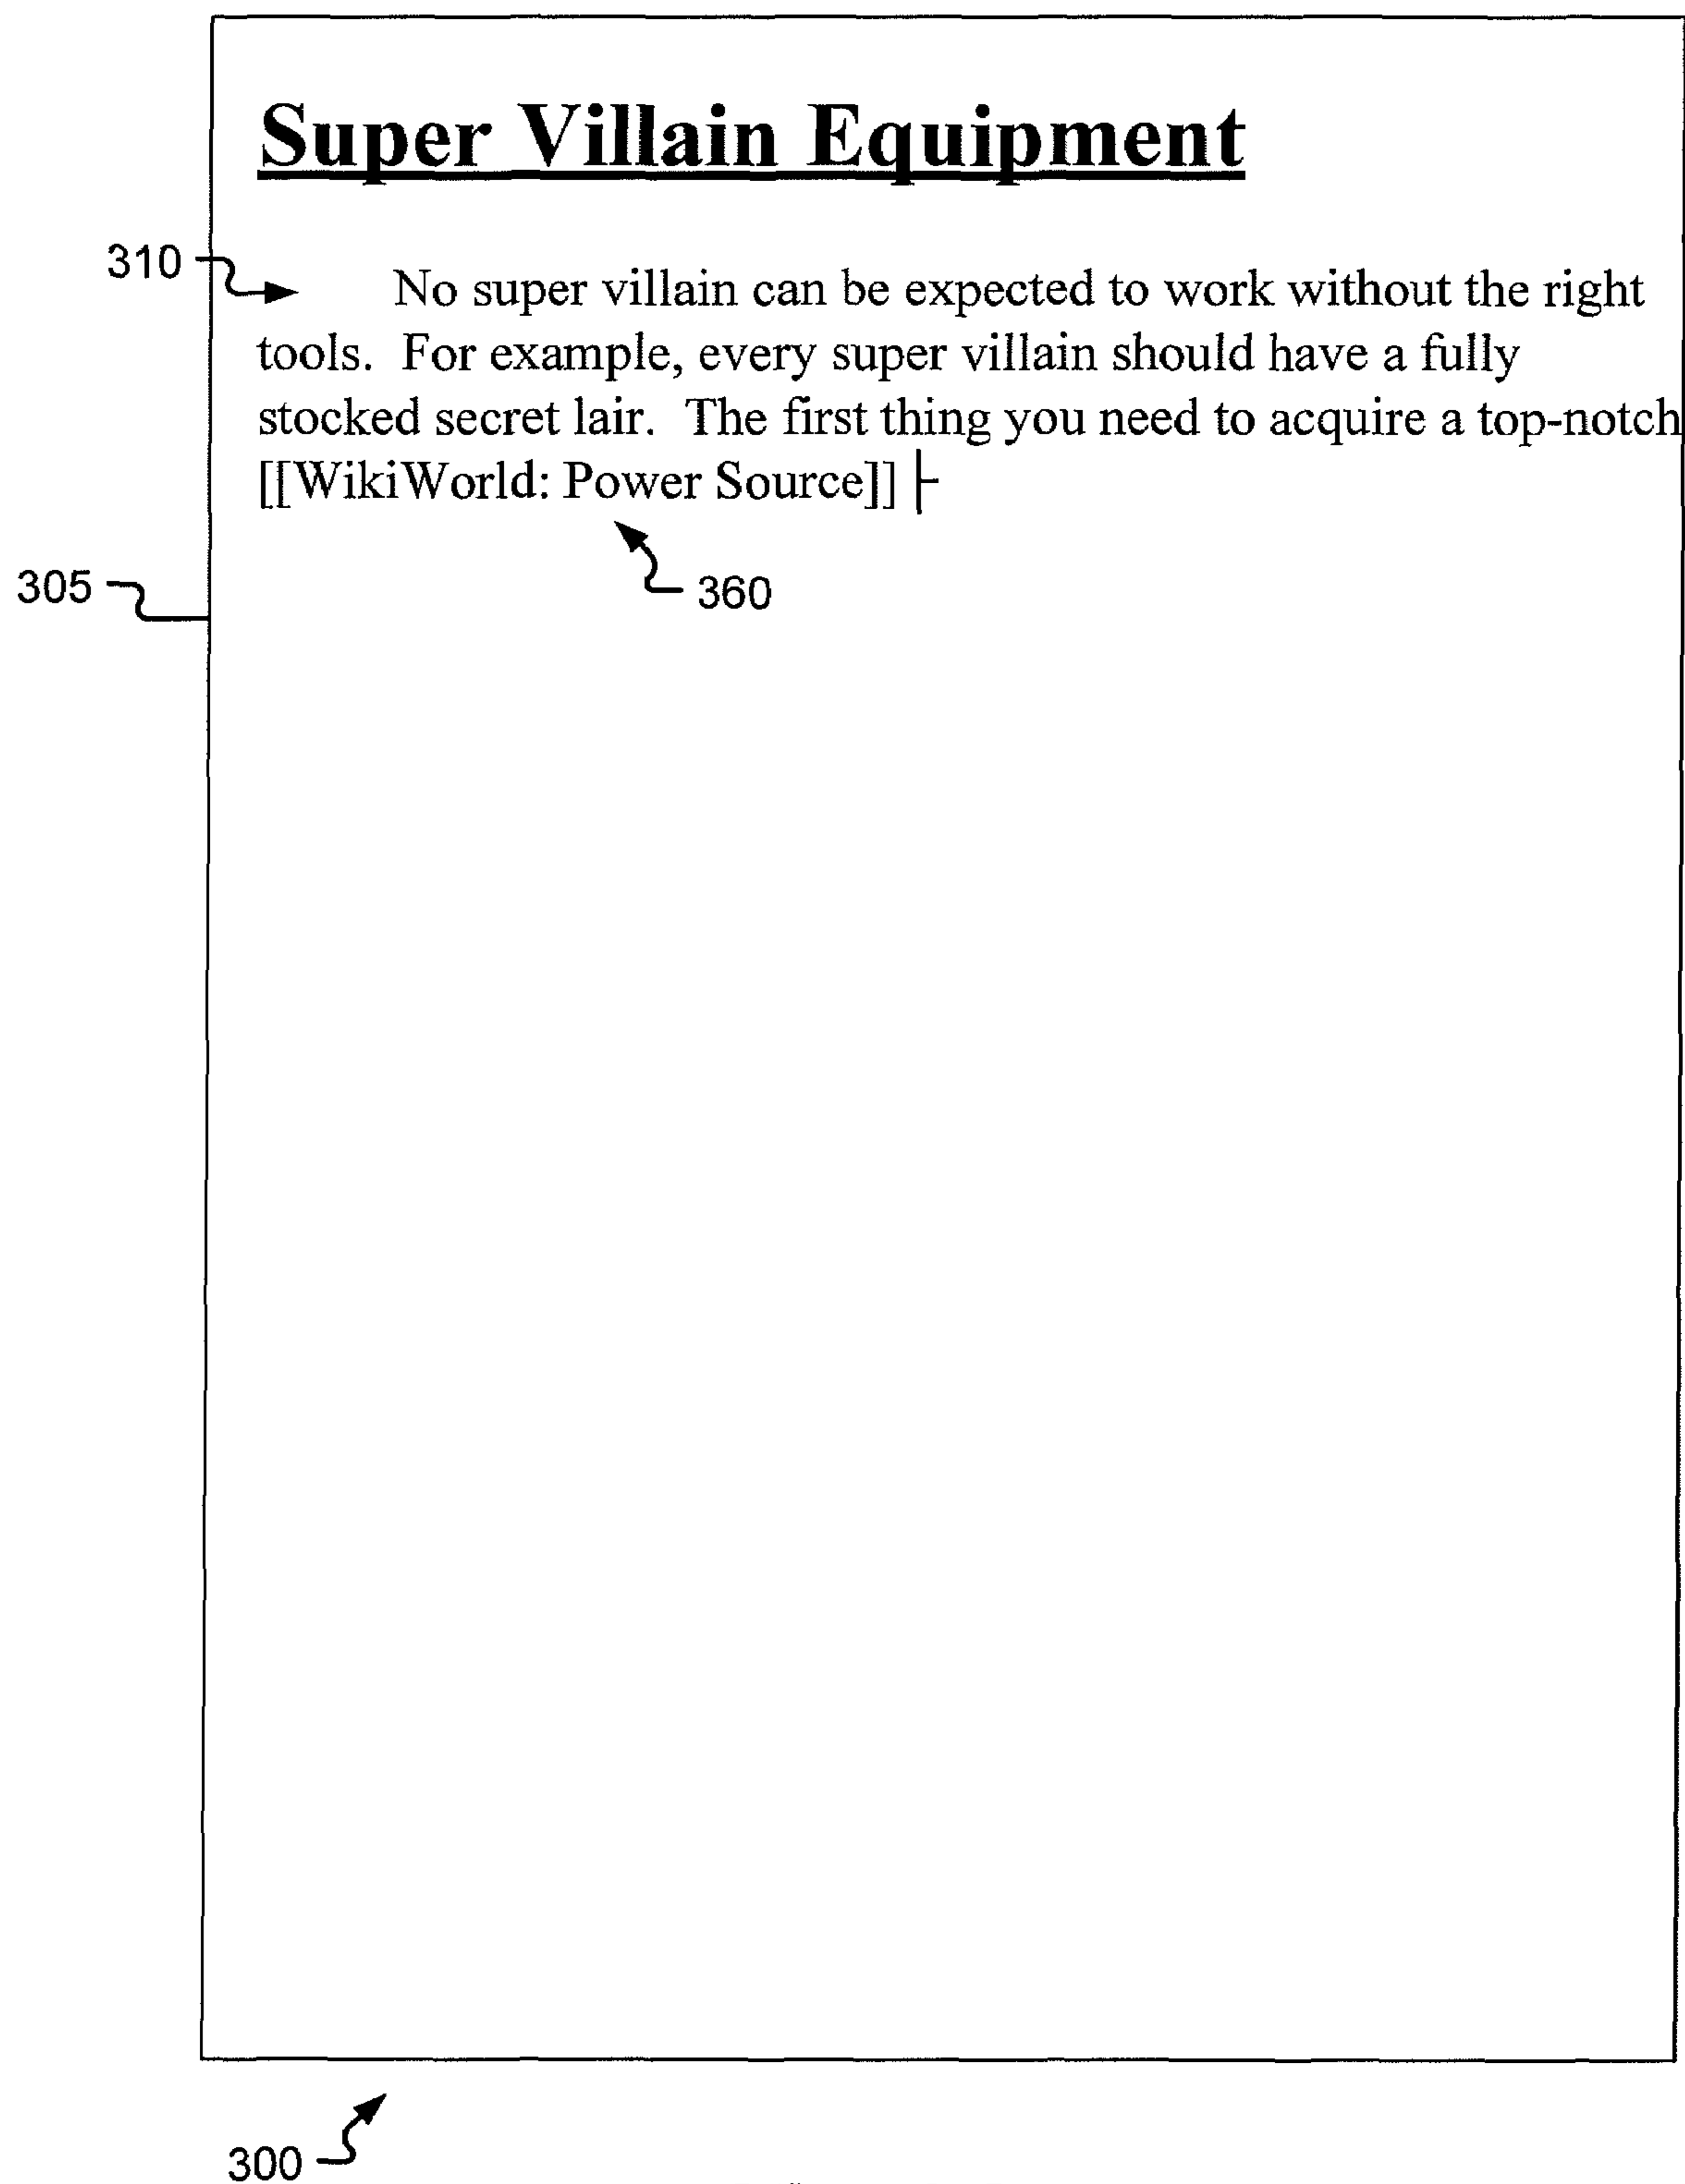 Super Villain Equipment
310
No super villain can be expected to work without the right
tools. For example, every super villain should have a fully
stocked secret lair. The first thing you need to acquire a top-notch
[[WikiWorld: Power Source]]
305
360
300